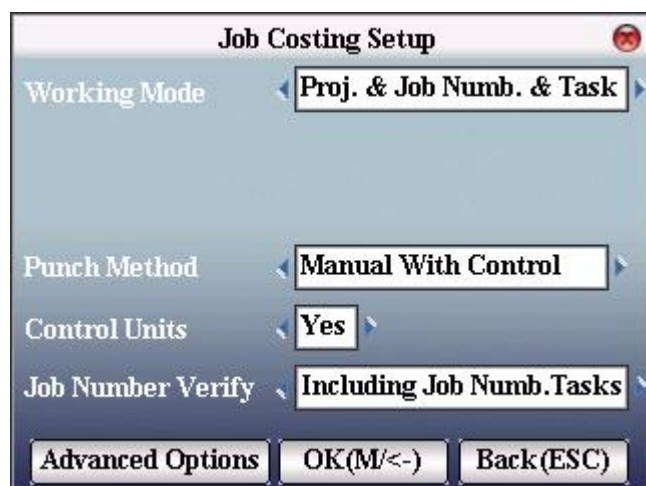 Job Costing Setup
Working Mode Proj. & Job Numb. & Task
Punch Method Manual With Control
Control Units Yes
Job Number Verify Including Job Numb.Tasks
Advanced Options OK(M/<-) Back(ESC)